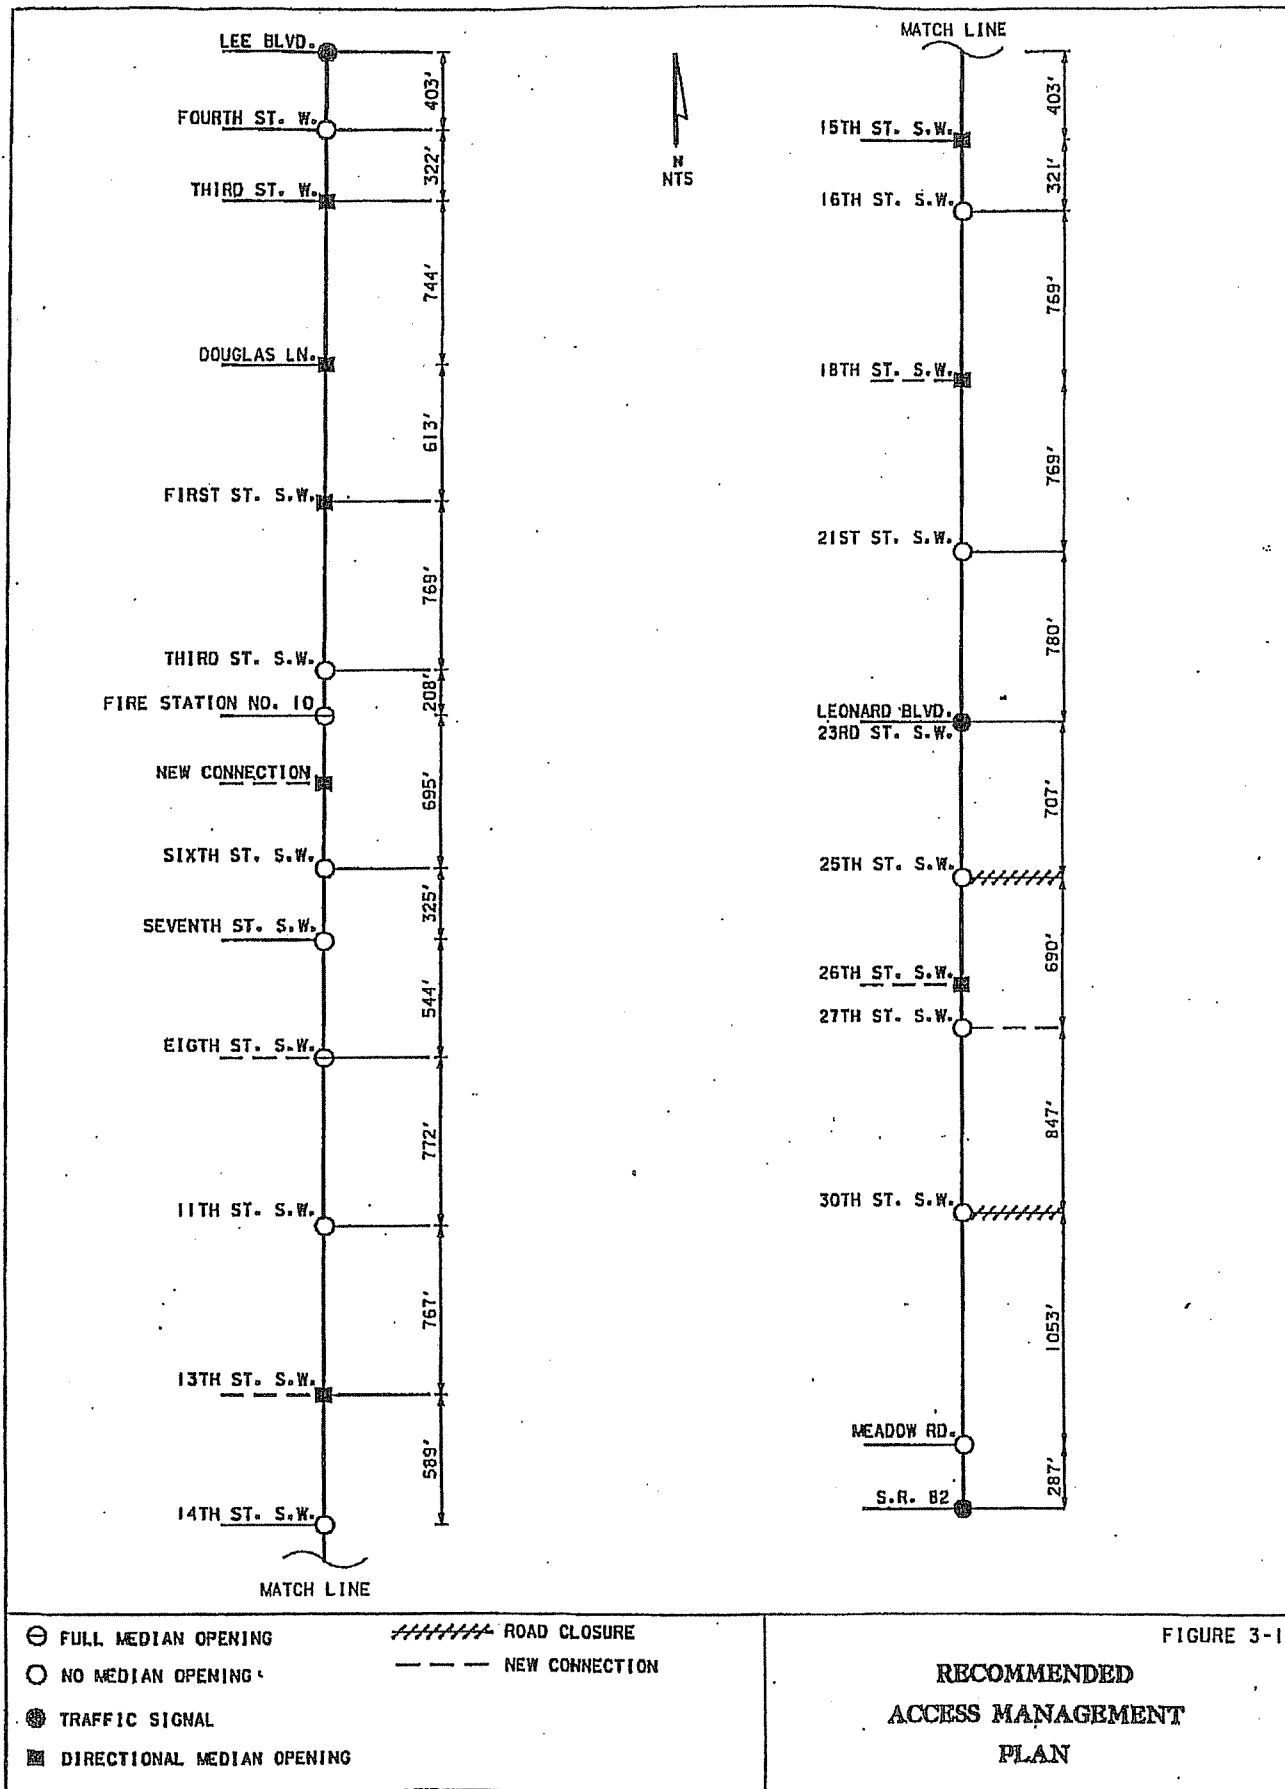 LEE BLVD.
403'
FOURTH ST. W.
322'
THIRD ST. W.
744'
DOUGLAS LN.
613'
FIRST ST. S.W.
769'
THIRD ST. S.W.
208'
FIRE STATION NO. 10
NEW CONNECTION
695'
SIXTH ST. S.W.
325'
SEVENTH ST. S.W.
544'
EIGTH ST. S.W.
772'
11TH ST. S.W.
767'
13TH ST. S.W.
589'
14TH ST. S.W.
MATCH LINE
N
NTS
MATCH LINE
403'
15TH ST. S.W.
321'
16TH ST. S.W.
769'
18TH ST. S.W.
769'
21ST ST. S.W.
780'
LEONARD BLVD.
23RD ST. S.W.
707'
25TH ST. S.W.
690'
26TH ST. S.W.
27TH ST. S.W.
847'
30TH ST. S.W.
1053'
MEADOW RD.
287'
S.R. 82
FULL MEDIAN OPENING
NO MEDIAN OPENING
TRAFFIC SIGNAL
DIRECTIONAL MEDIAN OPENING
ROAD CLOSURE
NEW CONNECTION
FIGURE 3-1
RECOMMENDED
ACCESS MANAGEMENT
PLAN